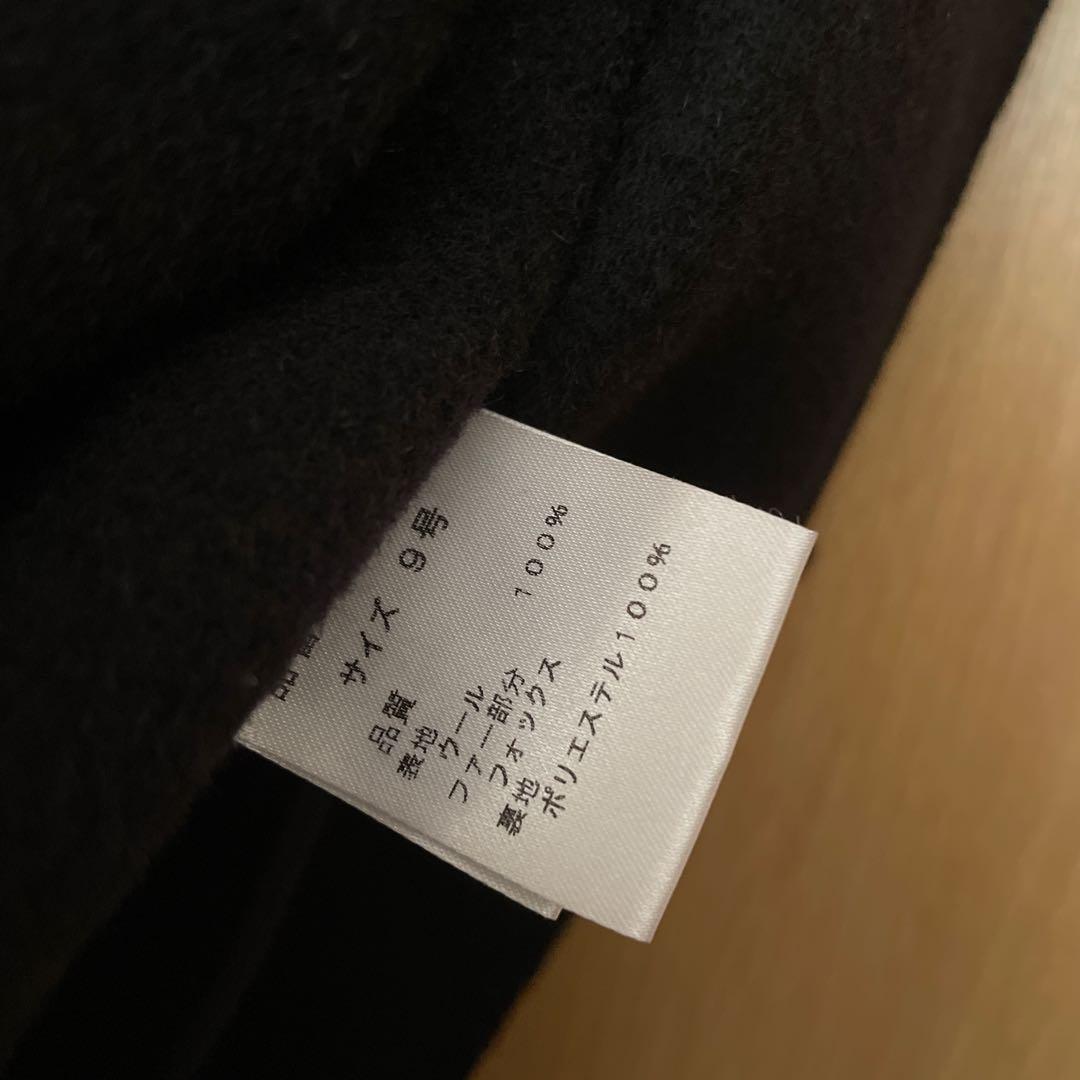 サイズ 9号
品質
表地
ウール 100%
ファー部分
フォックス
裏地
ポリエステル100%